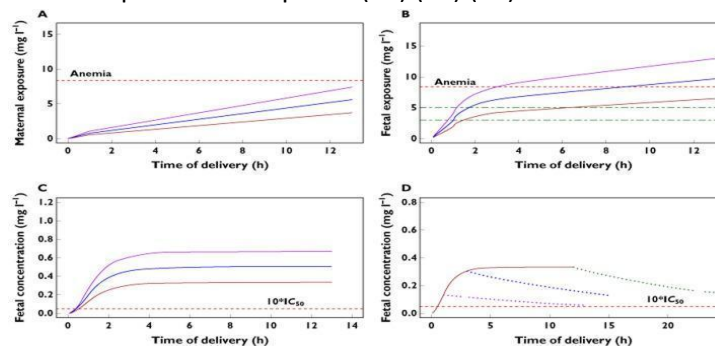 A
Maternal exposure (mg l⁻¹)
15
10
5
0
Anemia
0 2 4 6 8 10 12
Time of delivery (h)
B
Fetal exposure (mg l⁻¹)
15
10
5
0
Anemia
0 2 4 6 8 10 12
Time of delivery (h)
C
Fetal concentration (mg l⁻¹)
1.2
1.0
0.8
0.6
0.4
0.2
0.0
10*IC₅₀
0 2 4 6 8 10 12 14
Time of delivery (h)
D
Fetal concentration (mg l⁻¹)
0.8
0.6
0.4
0.2
0.0
10*IC₅₀
0 5 10 15 20
Time of delivery (h)